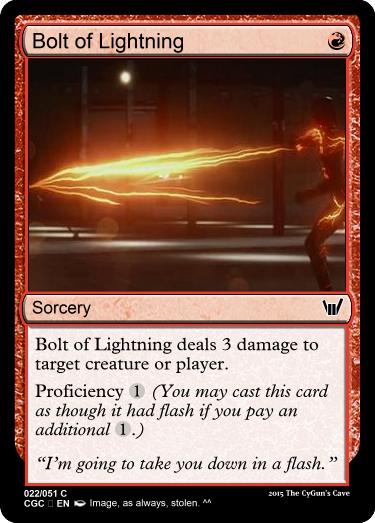 Bolt of Lightning
Sorcery
Bolt of Lightning deals 3 damage to
target creature or player.
Proficiency 1 (You may cast this card
as though it had flash if you pay an
additional 1.)
“I’m going to take you down in a flash.”
022/051 C
CGC EN Image, as always, stolen. ^^
2015 The CyGun's Cave